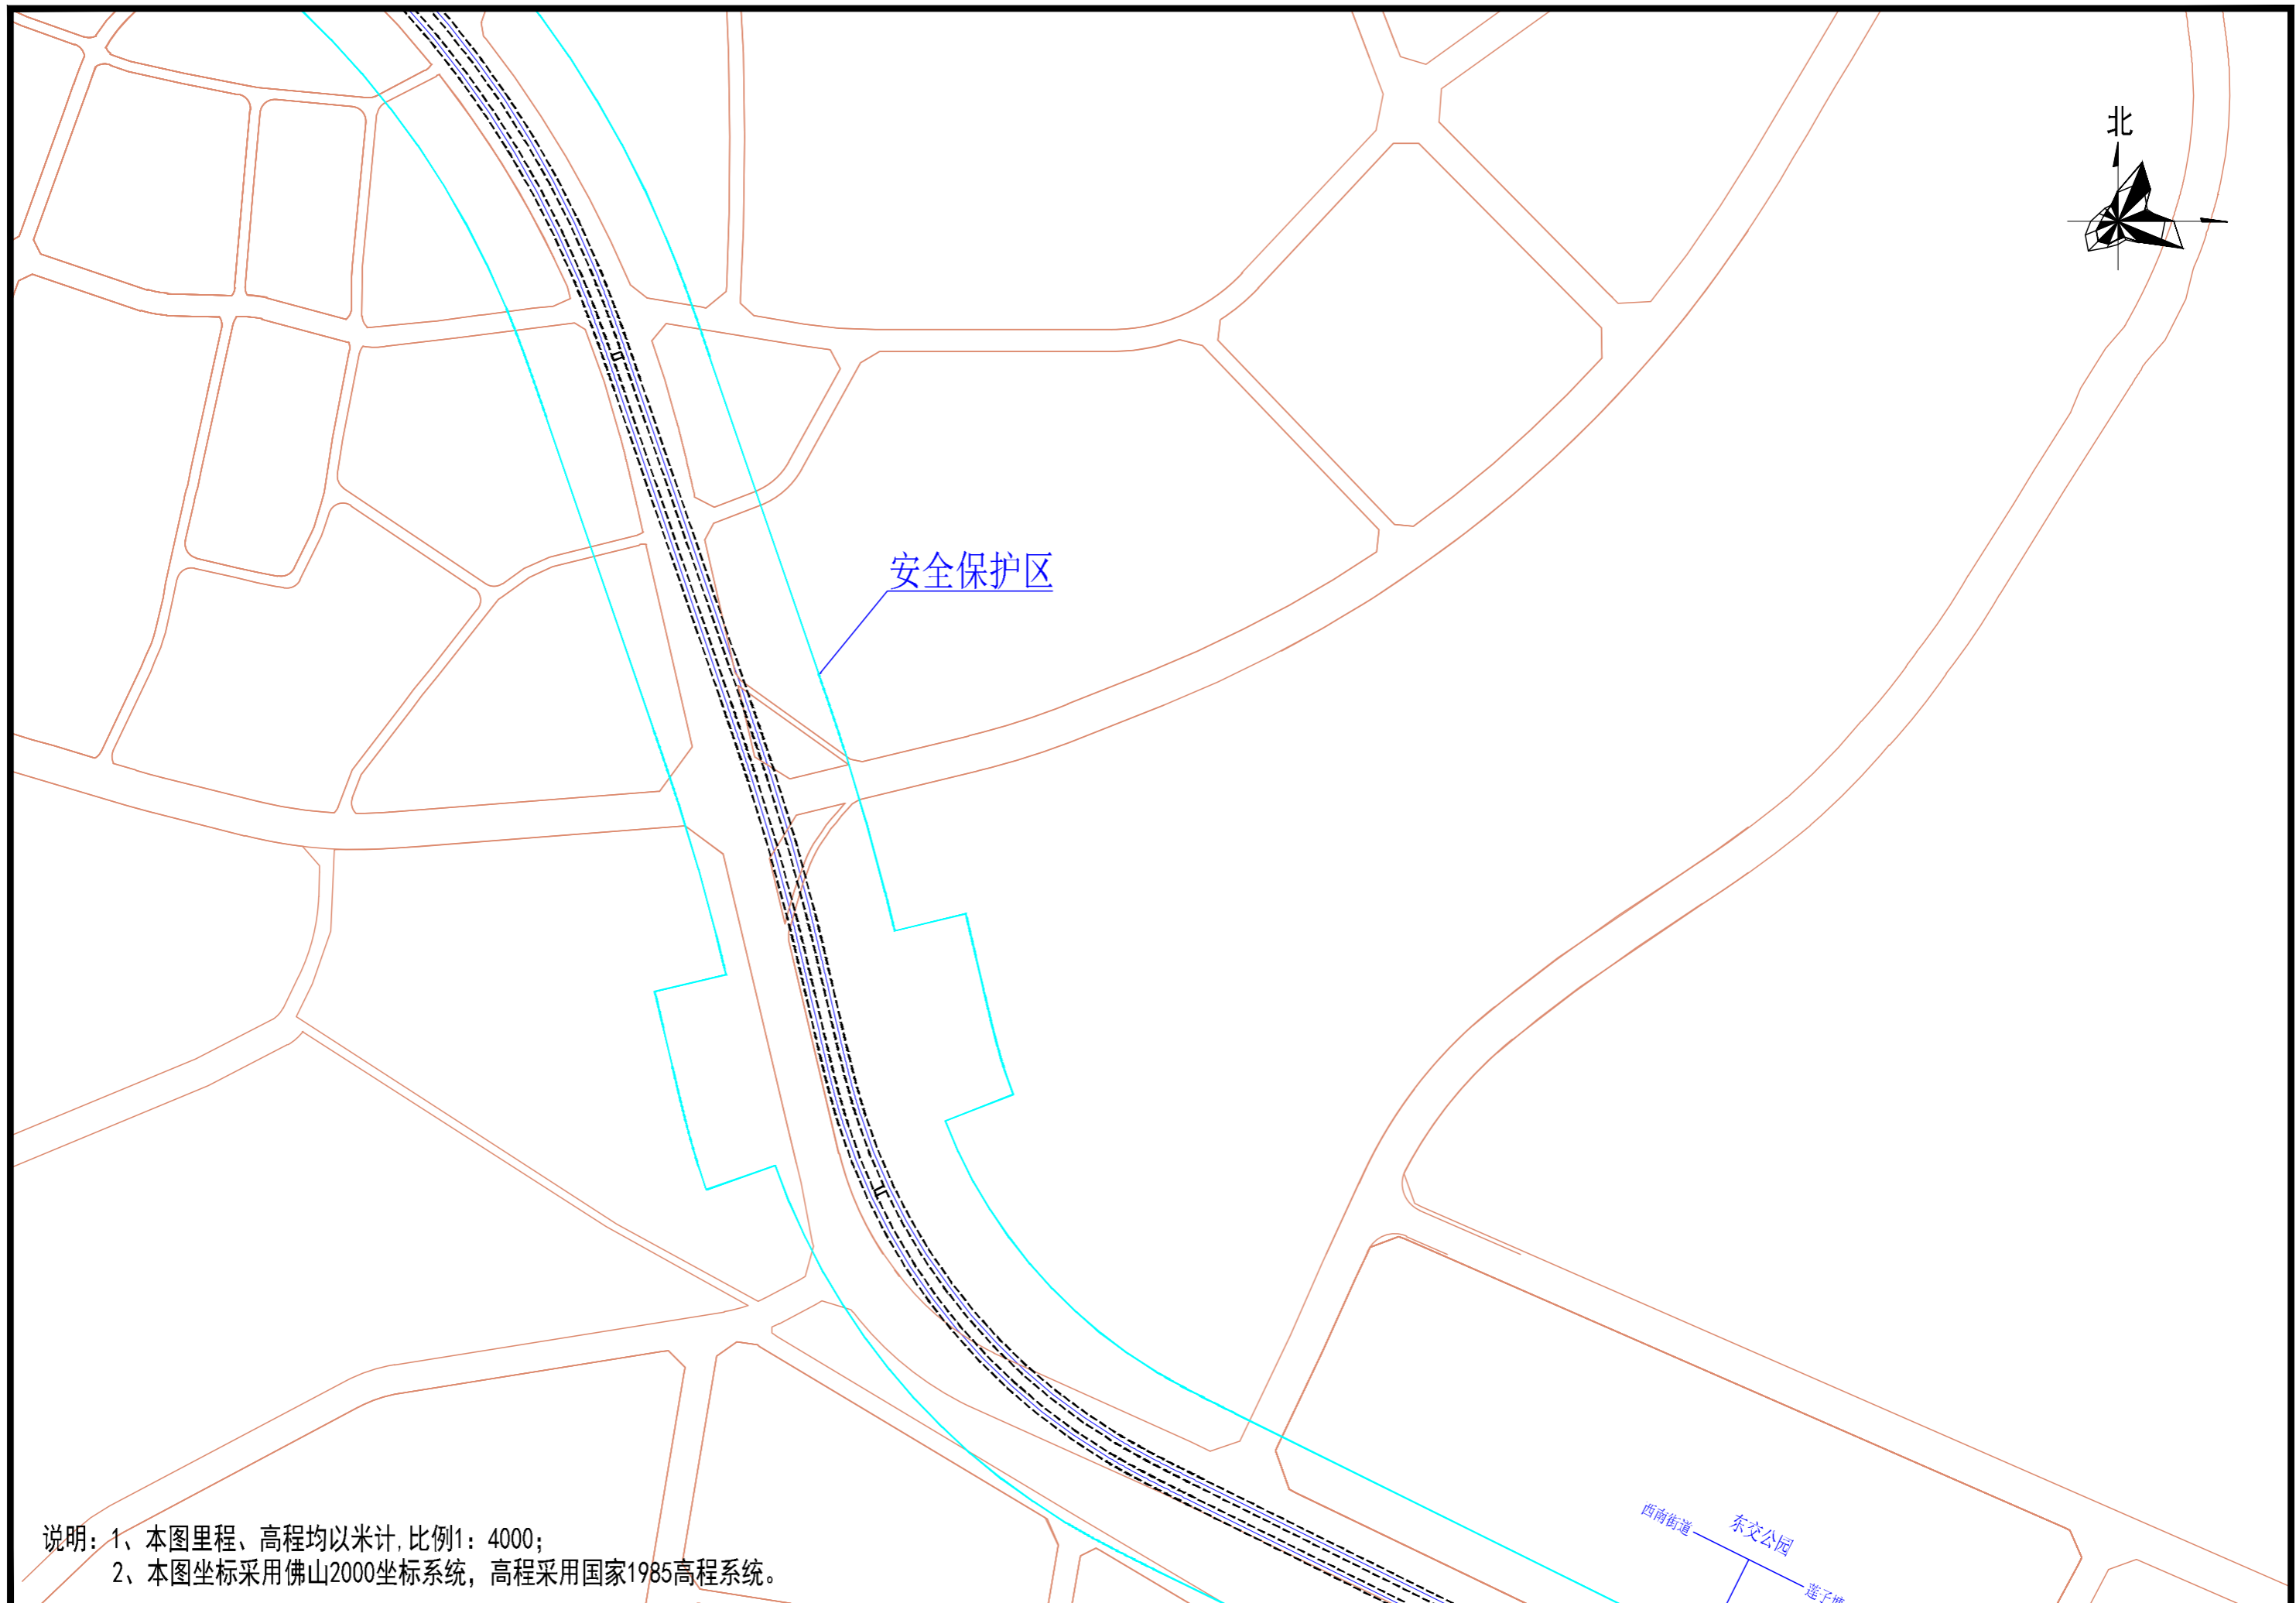 北
安全保护区
西南街道
东交公园
说明：1、本图里程、高程均以米计,比例1：4000；
2、本图坐标采用佛山2000坐标系统，高程采用国家1985高程系统。